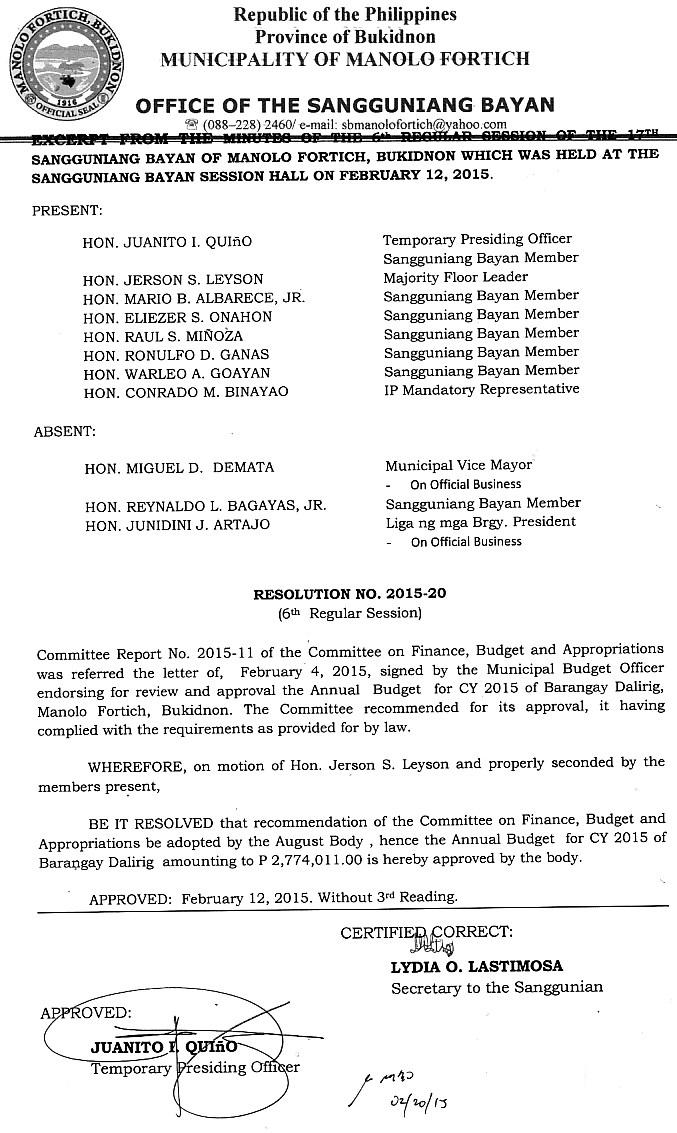 Republic of the Philippines
Province of Bukidnon
MUNICIPALITY OF MANOLO FORTICH
MANOLO FORTICH, BUKIDNON
1916
OFFICIAL SEAL
OFFICE OF THE SANGGUNIANG BAYAN
☏ (088–228) 2460/ e-mail: sbmanolofortich@yahoo.com
EXCERPT FROM THE MINUTES OF THE 6th REGULAR SESSION OF THE 17TH
SANGGUNIANG BAYAN OF MANOLO FORTICH, BUKIDNON WHICH WAS HELD AT THE
SANGGUNIANG BAYAN SESSION HALL ON FEBRUARY 12, 2015.
PRESENT:
HON. JUANITO I. QUIñO Temporary Presiding Officer
Sangguniang Bayan Member
HON. JERSON S. LEYSON Majority Floor Leader
HON. MARIO B. ALBARECE, JR. Sangguniang Bayan Member
HON. ELIEZER S. ONAHON Sangguniang Bayan Member
HON. RAUL S. MIÑOZA Sangguniang Bayan Member
HON. RONULFO D. GANAS Sangguniang Bayan Member
HON. WARLEO A. GOAYAN Sangguniang Bayan Member
HON. CONRADO M. BINAYAO IP Mandatory Representative
ABSENT:
HON. MIGUEL D. DEMATA Municipal Vice Mayor
- On Official Business
HON. REYNALDO L. BAGAYAS, JR. Sangguniang Bayan Member
HON. JUNIDINI J. ARTAJO Liga ng mga Brgy. President
- On Official Business
RESOLUTION NO. 2015-20
(6th Regular Session)
Committee Report No. 2015-11 of the Committee on Finance, Budget and Appropriations
was referred the letter of, February 4, 2015, signed by the Municipal Budget Officer
endorsing for review and approval the Annual Budget for CY 2015 of Barangay Dalirig,
Manolo Fortich, Bukidnon. The Committee recommended for its approval, it having
complied with the requirements as provided for by law.
WHEREFORE, on motion of Hon. Jerson S. Leyson and properly seconded by the
members present,
BE IT RESOLVED that recommendation of the Committee on Finance, Budget and
Appropriations be adopted by the August Body , hence the Annual Budget for CY 2015 of
Barangay Dalirig amounting to P 2,774,011.00 is hereby approved by the body.
APPROVED: February 12, 2015. Without 3rd Reading.
CERTIFIED CORRECT:
LYDIA O. LASTIMOSA
Secretary to the Sanggunian
APPROVED:
JUANITO I. QUIñO
Temporary Presiding Officer
02/20/15